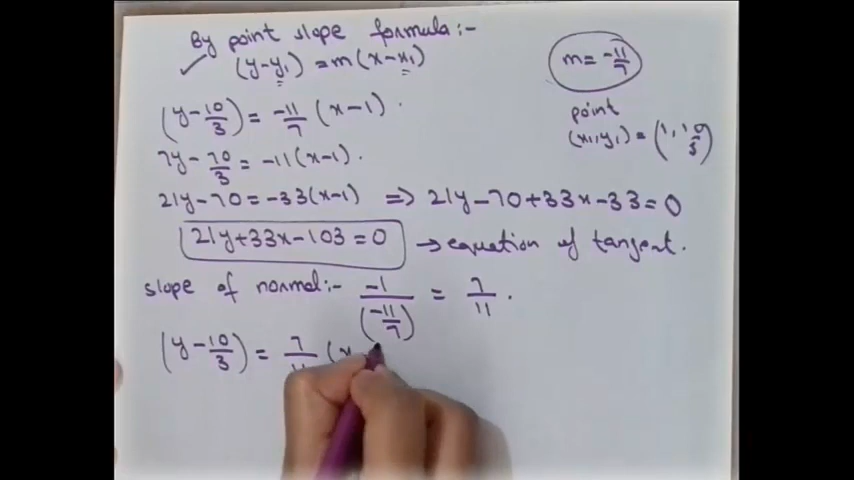 By point slope formula:-
(y-y₁) = m(x-x₁)
m = -11/7
(y-10/3) = -11/7 (x-1).
point
(x₁,y₁) = (1, 10/3)
7y - 70/3 = -11(x-1).
21y-70 = -33(x-1) => 21y-70+33x-33=0
21y+33x-103=0 → equation of tangent.
slope of normal:- -1/(-11/7) = 7/11.
(y-10/3) = 7/11 (x